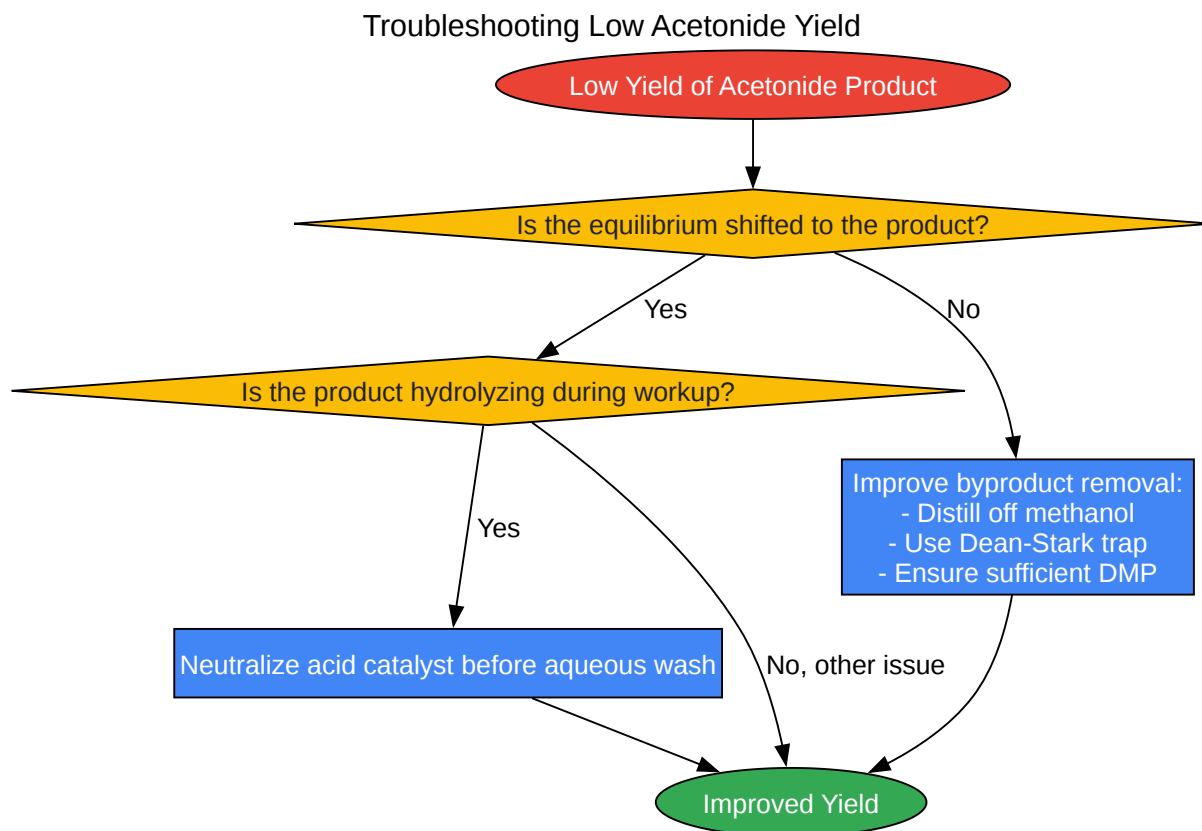 Troubleshooting Low Acetonide Yield
Low Yield of Acetonide Product
Is the equilibrium shifted to the product?
Yes
No
Is the product hydrolyzing during workup?
Improve byproduct removal:
- Distill off methanol
- Use Dean-Stark trap
- Ensure sufficient DMP
Yes
Neutralize acid catalyst before aqueous wash
No, other issue
Improved Yield